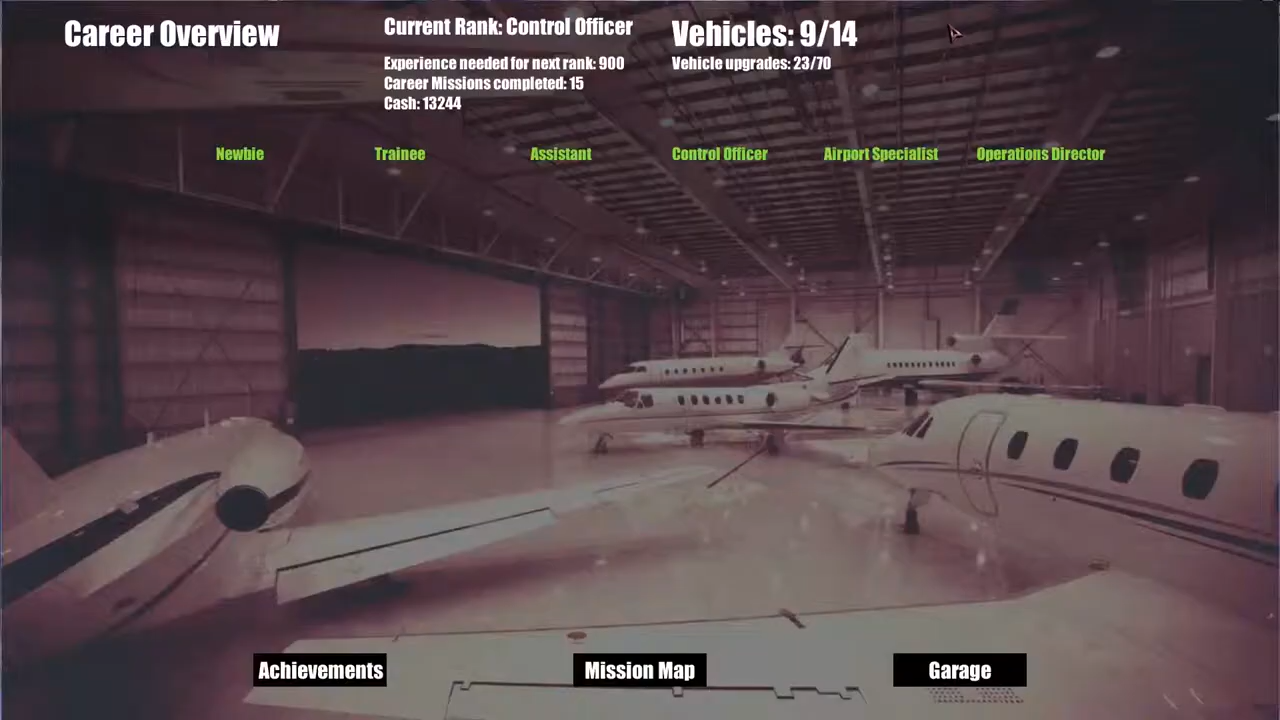 Career Overview
Current Rank: Control Officer
Experience needed for next rank: 900
Career Missions completed: 15
Cash: 13244
Vehicles: 9/14
Vehicle upgrades: 23/70
Newbie
Trainee
Assistant
Control Officer
Airport Specialist
Operations Director
Achievements
Mission Map
Garage